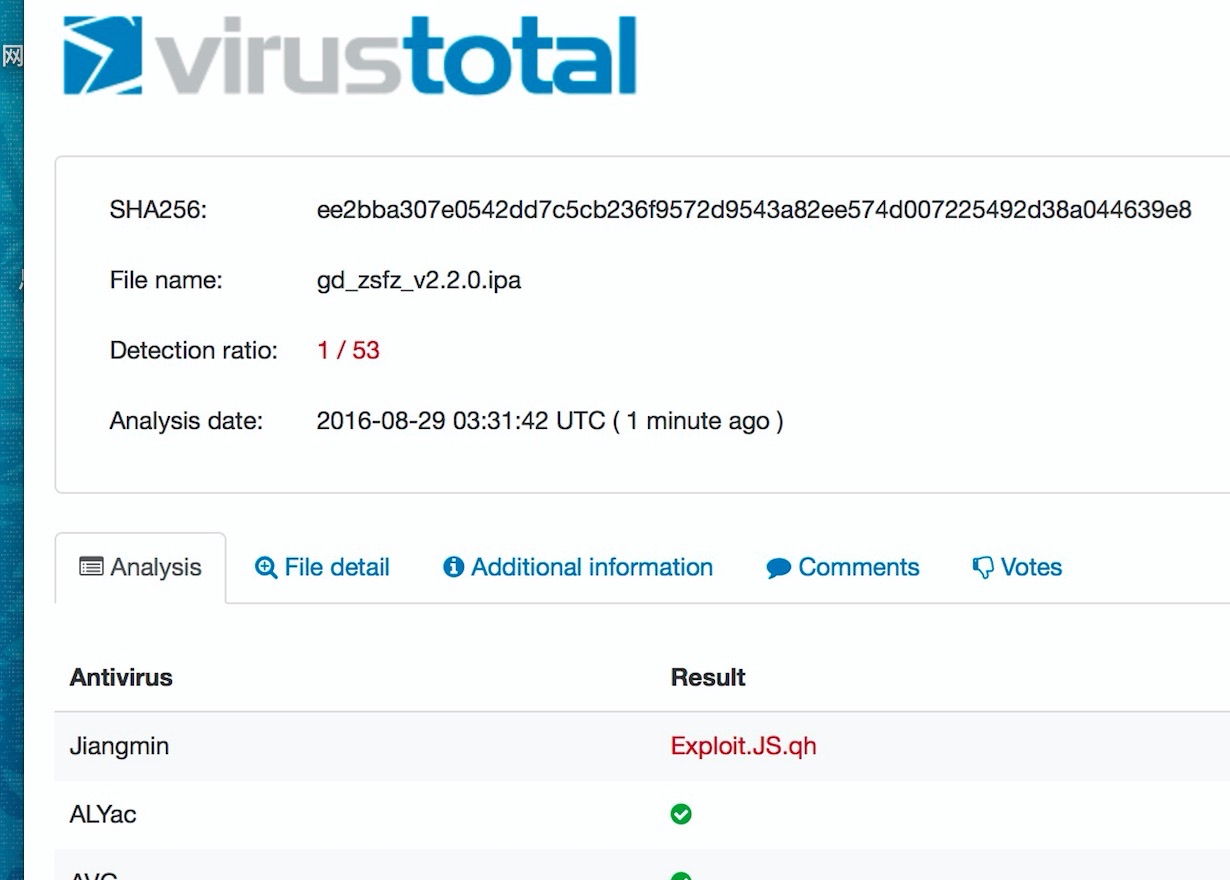 网
virustotal
SHA256: ee2bba307e0542dd7c5cb236f9572d9543a82ee574d007225492d38a044639e8
File name: gd_zsfz_v2.2.0.ipa
Detection ratio: 1 / 53
Analysis date: 2016-08-29 03:31:42 UTC ( 1 minute ago )
Analysis File detail Additional information Comments Votes
Antivirus Result
Jiangmin Exploit.JS.qh
ALYac
AVG